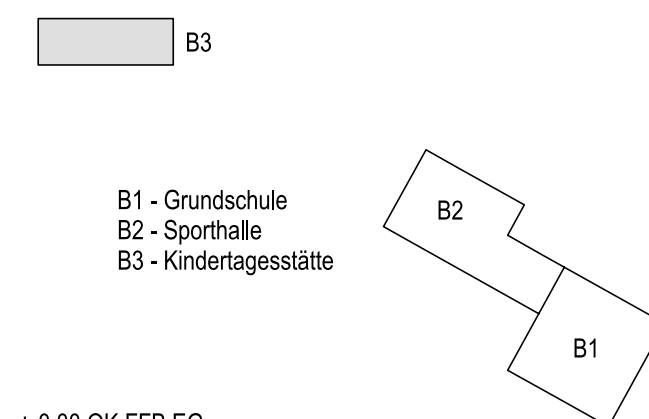 B3
B2
B1 - Grundschule
B2 - Sporthalle
B3 - Kindertagesstätte
B1